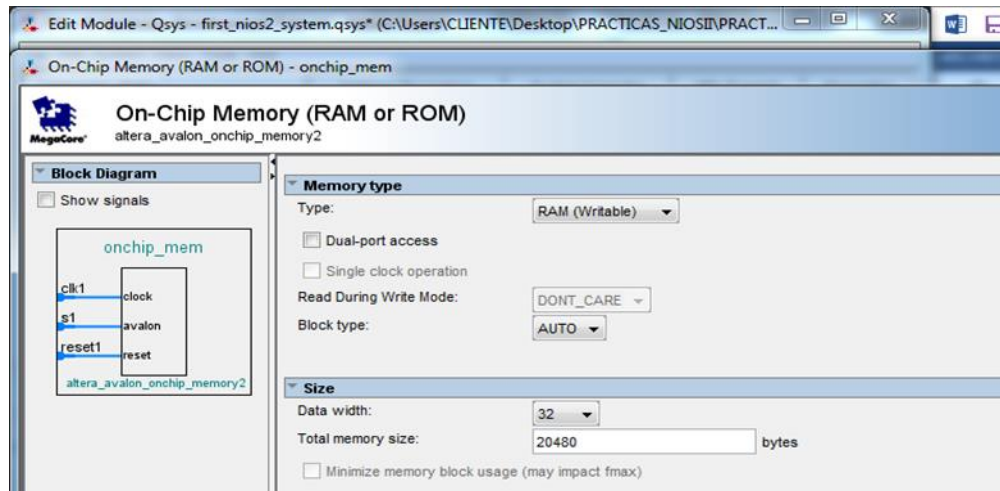 Edit Module - Qsys - first_nios2_system.qsys* (C:\Users\CLIENTE\Desktop\PRACTICAS_NIOSII\PRACT...
On-Chip Memory (RAM or ROM) - onchip_mem
On-Chip Memory (RAM or ROM)
altera_avalon_onchip_memory2
MegaCore®
Block Diagram
Show signals
onchip_mem
clk1
clock
s1
avalon
reset1
reset
altera_avalon_onchip_memory2
Memory type
Type: RAM (Writable)
Dual-port access
Single clock operation
Read During Write Mode: DONT_CARE
Block type: AUTO
Size
Data width: 32
Total memory size: 20480 bytes
Minimize memory block usage (may impact fmax)